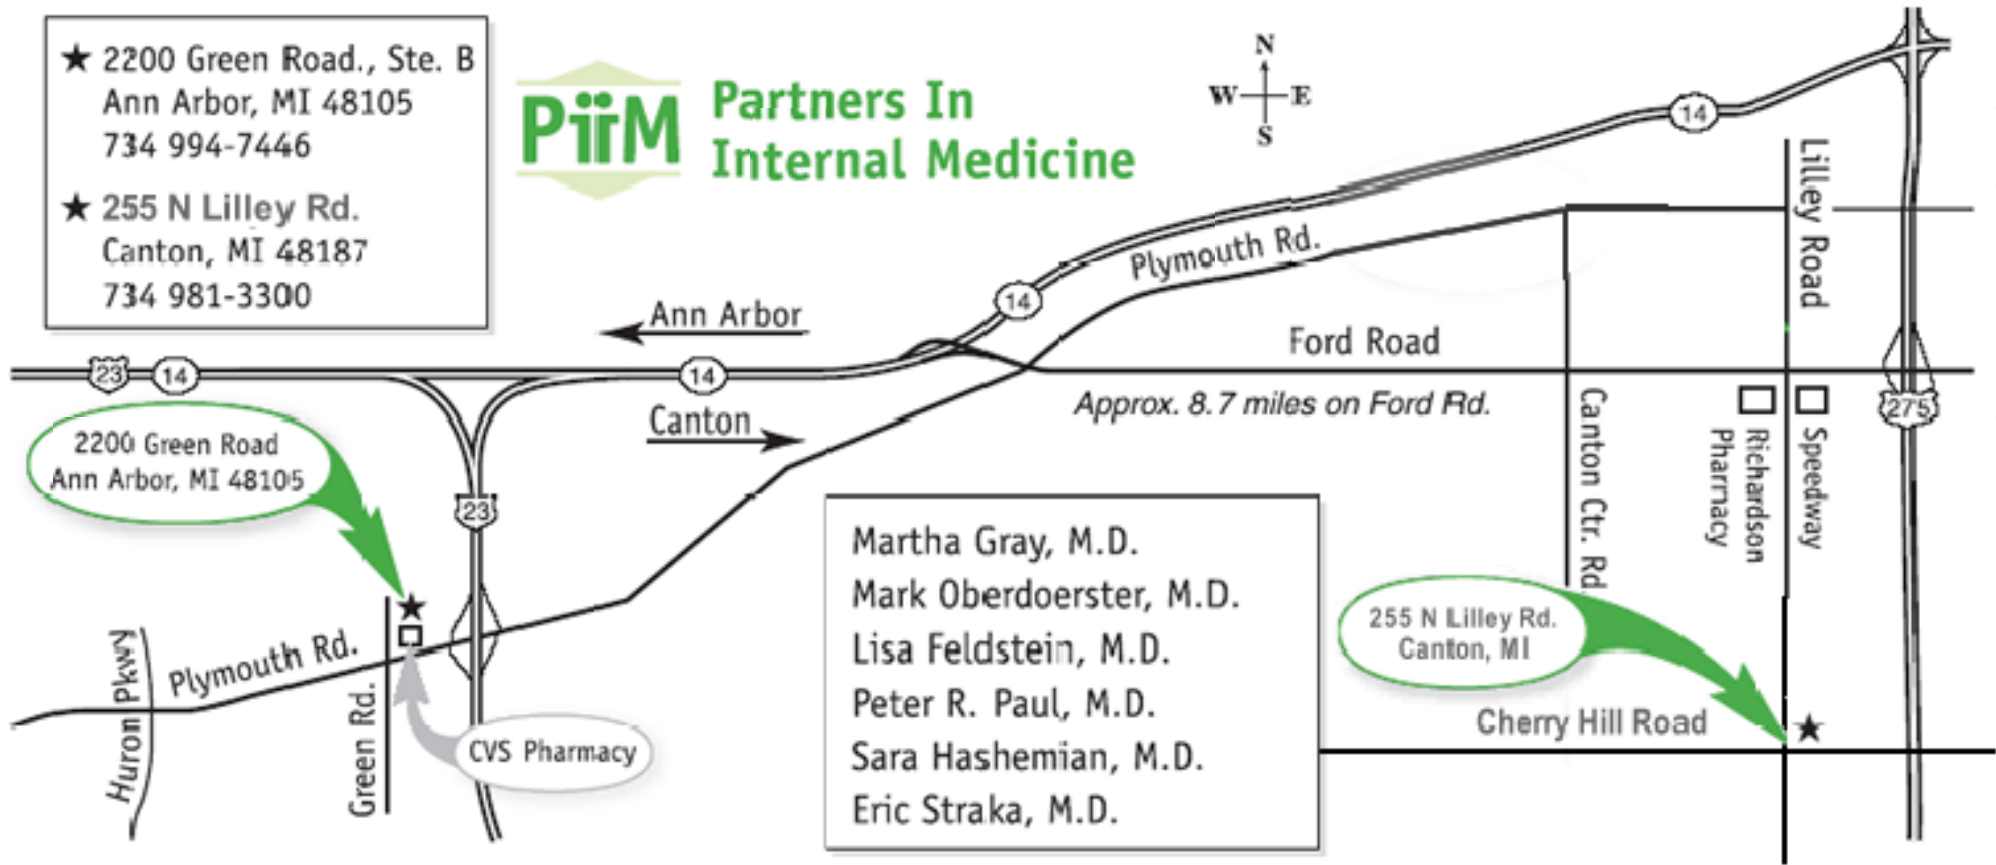 ★ 2200 Green Road., Ste. B
Ann Arbor, MI 48105
734 994-7446
★ 255 N Lilley Rd.
Canton, MI 48187
734 981-3300
PiiM
Partners In
Internal Medicine
N
W E
S
14
Lilley Road
Plymouth Rd.
14
Ann Arbor
Ford Road
23
14
14
Approx. 8.7 miles on Ford Rd.
275
Canton
2200 Green Road
Ann Arbor, MI 48105
Canton Ctr. Rd.
Richardson
Pharmacy
Speedway
23
Martha Gray, M.D.
Mark Oberdoerster, M.D.
Lisa Feldstein, M.D.
Peter R. Paul, M.D.
Sara Hashemian, M.D.
Eric Straka, M.D.
255 N Lilley Rd.
Canton, MI
Huron Pkwy
Plymouth Rd.
Green Rd.
CVS Pharmacy
Cherry Hill Road